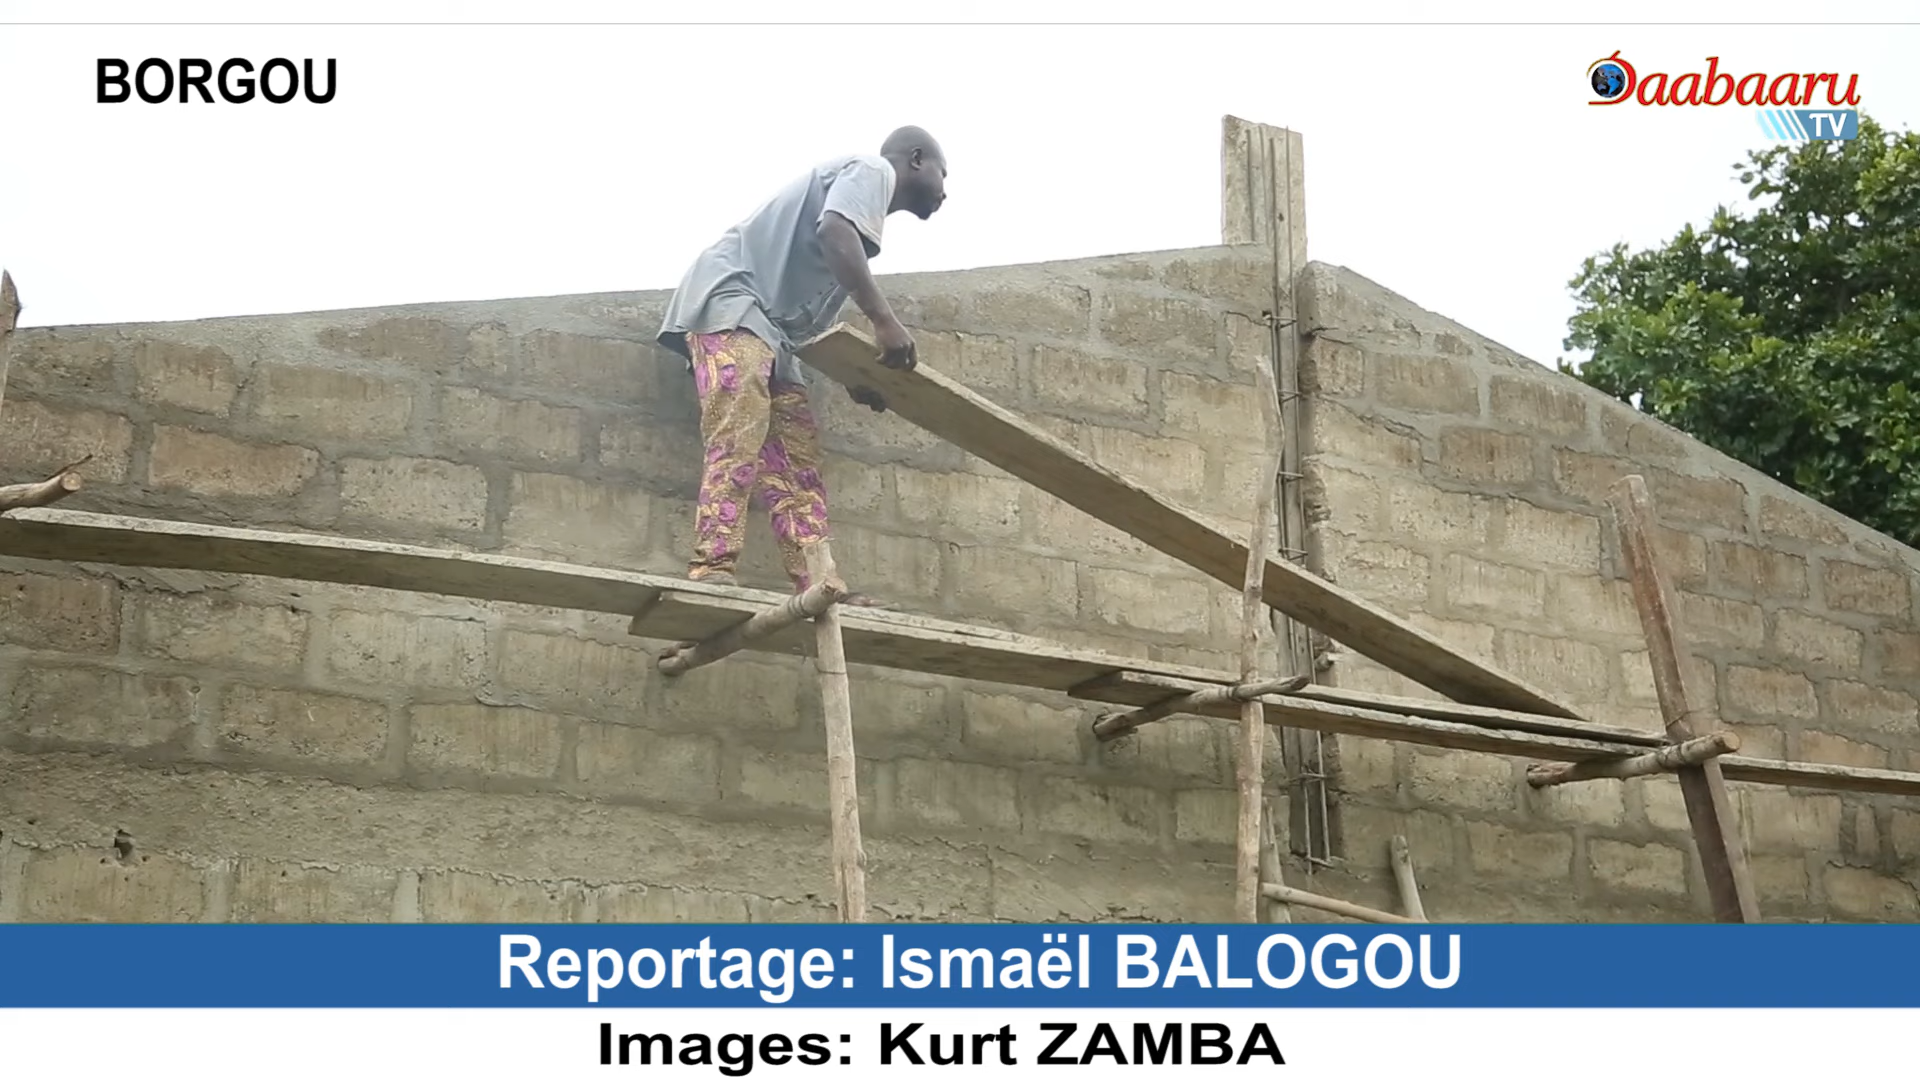 BORGOU
Daabaaru
TV
Reportage: Ismaël BALOGOU
Images: Kurt ZAMBA